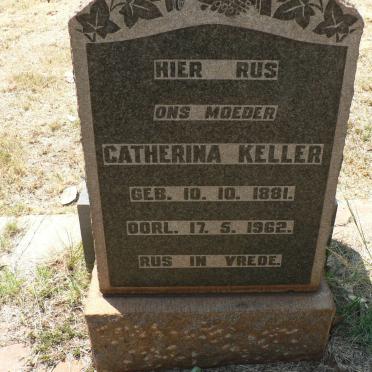 HIER RUS
ONS MOEDER
CATHERINA KELLER
GEB. 10. 10. 1881.
OORL. 17. 5. 1962.
RUS IN VREDE.